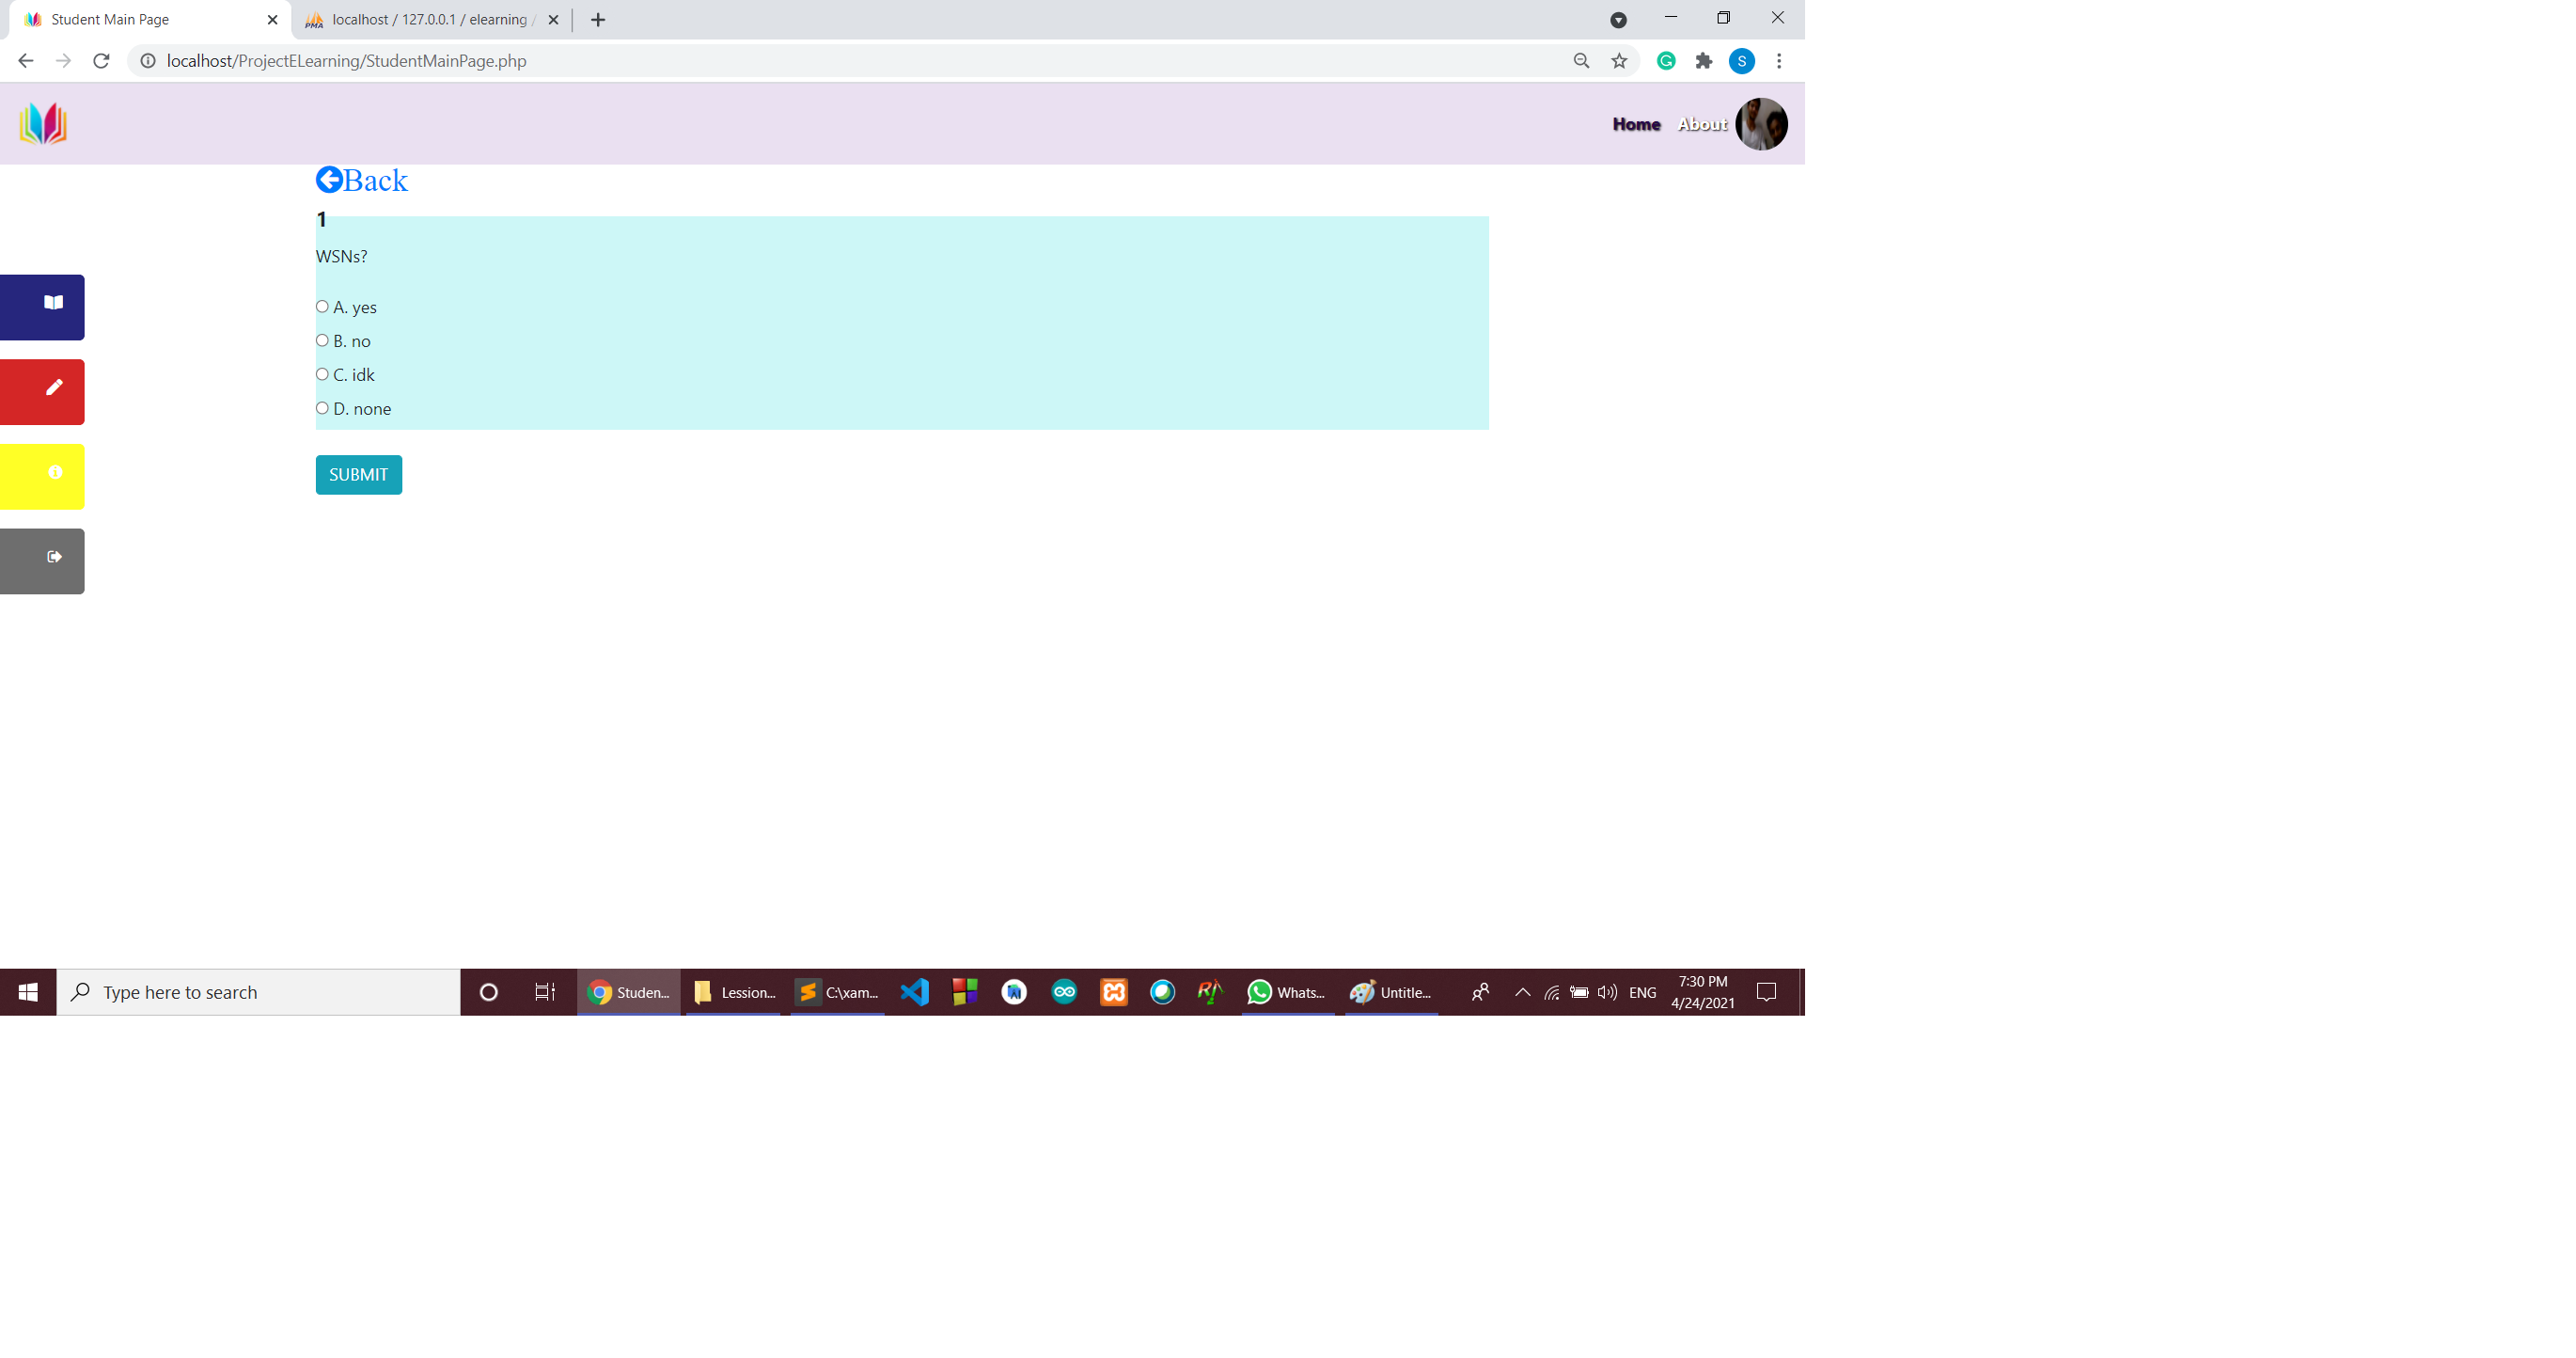 Student Main Page
localhost / 127.0.0.1 / elearning /
localhost/ProjectELearning/StudentMainPage.php
S
Home About
Back
1
WSNs?
A. yes
B. no
C. idk
D. none
SUBMIT
Type here to search
Studen...
Lession...
C:\xam...
Whats...
Untitle...
ENG
7:30 PM
4/24/2021